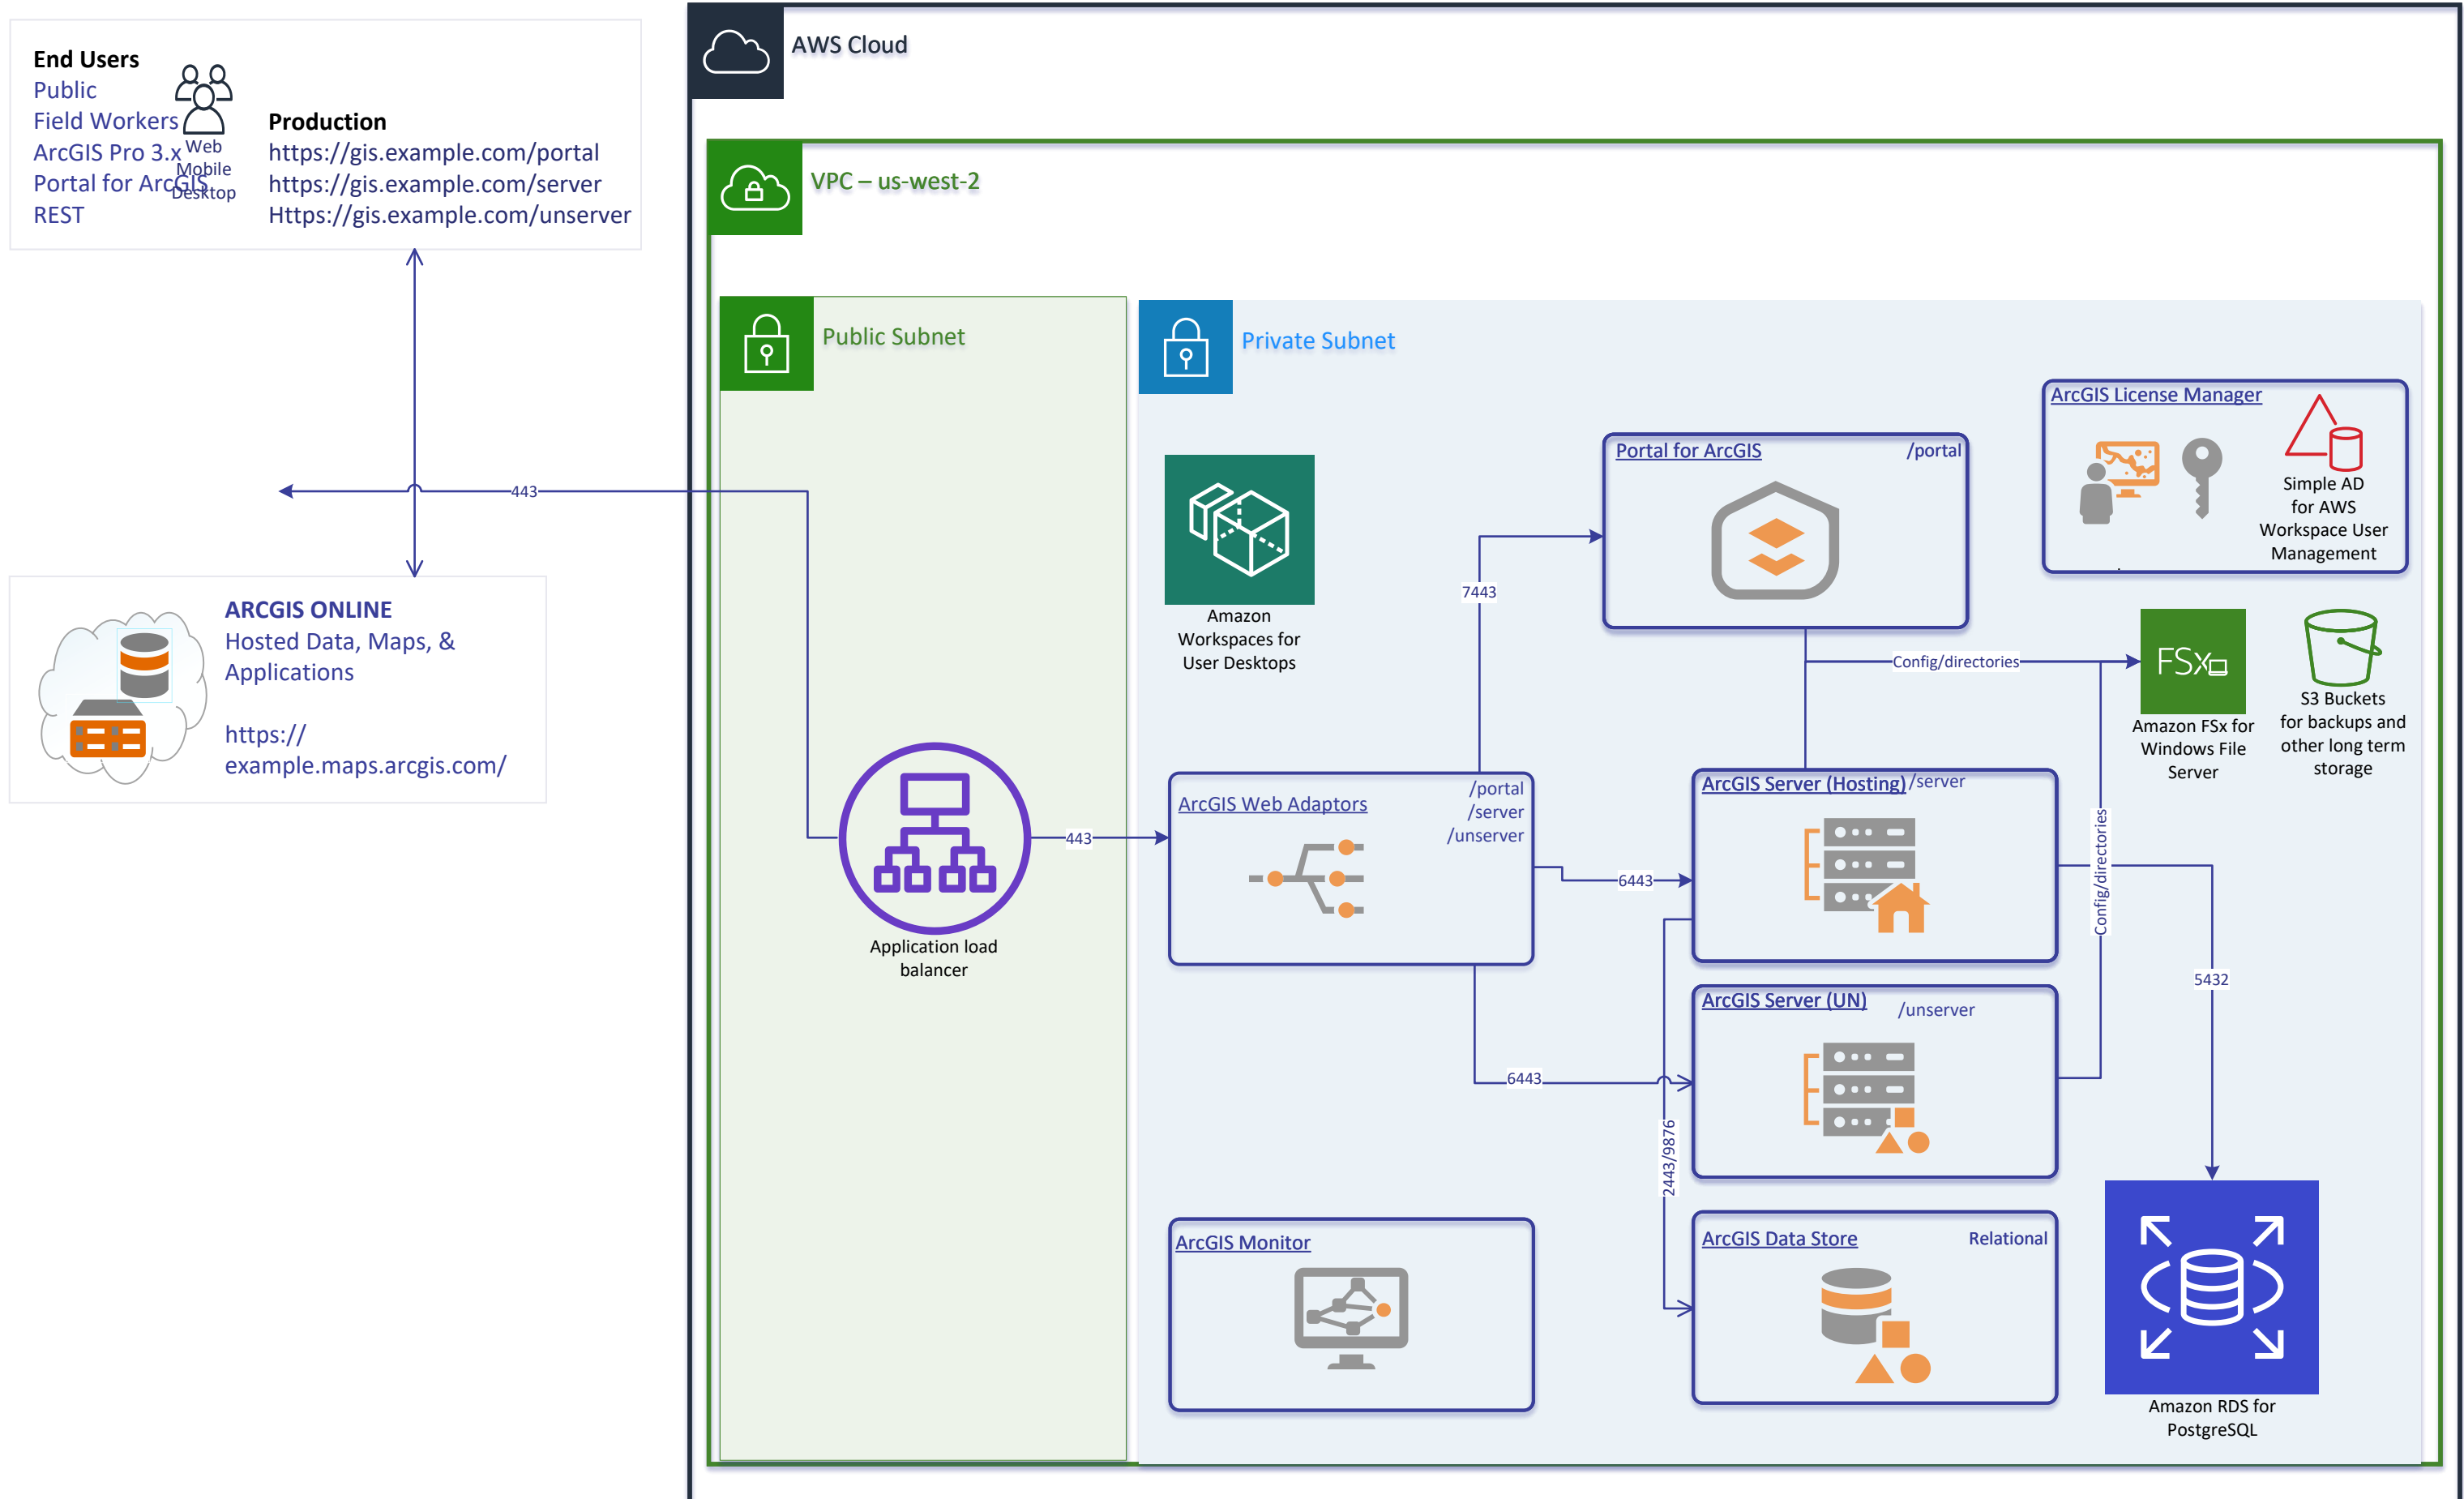 End Users
Public
Field Workers
ArcGIS Pro 3.x
Portal for ArcGIS
REST
Web
Mobile
Desktop
Production
https://gis.example.com/portal
https://gis.example.com/server
Https://gis.example.com/unserver
443
ARCGIS ONLINE
Hosted Data, Maps, &
Applications
https://
example.maps.arcgis.com/
AWS Cloud
VPC – us-west-2
Public Subnet
Application load
balancer
443
Private Subnet
Amazon
Workspaces for
User Desktops
ArcGIS Web Adaptors
/portal
/server
/unserver
7443
6443
6443
Portal for ArcGIS
/portal
Config/directories
ArcGIS License Manager
Simple AD
for AWS
Workspace User
Management
FSx
Amazon FSx for
Windows File
Server
S3 Buckets
for backups and
other long term
storage
ArcGIS Server (Hosting)
/server
Config/directories
5432
ArcGIS Server (UN)
/unserver
2443/9876
ArcGIS Monitor
ArcGIS Data Store
Relational
Amazon RDS for
PostgreSQL